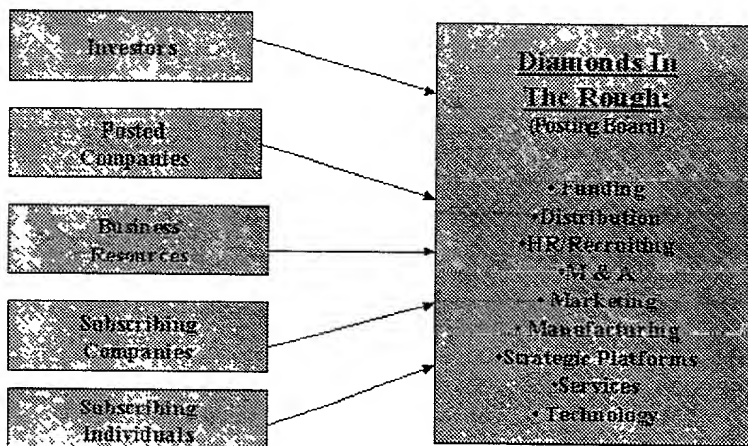 Investors
Posted
Companies
Business
Resources
Subscribing
Companies
Subscribing
Individuals
Diamonds In
The Rough:
(Posting Board)
•Funding
•Distribution
•HR/Recruiting
•M & A
•Marketing
•Manufacturing
•Strategic Platforms
•Services
•Technology